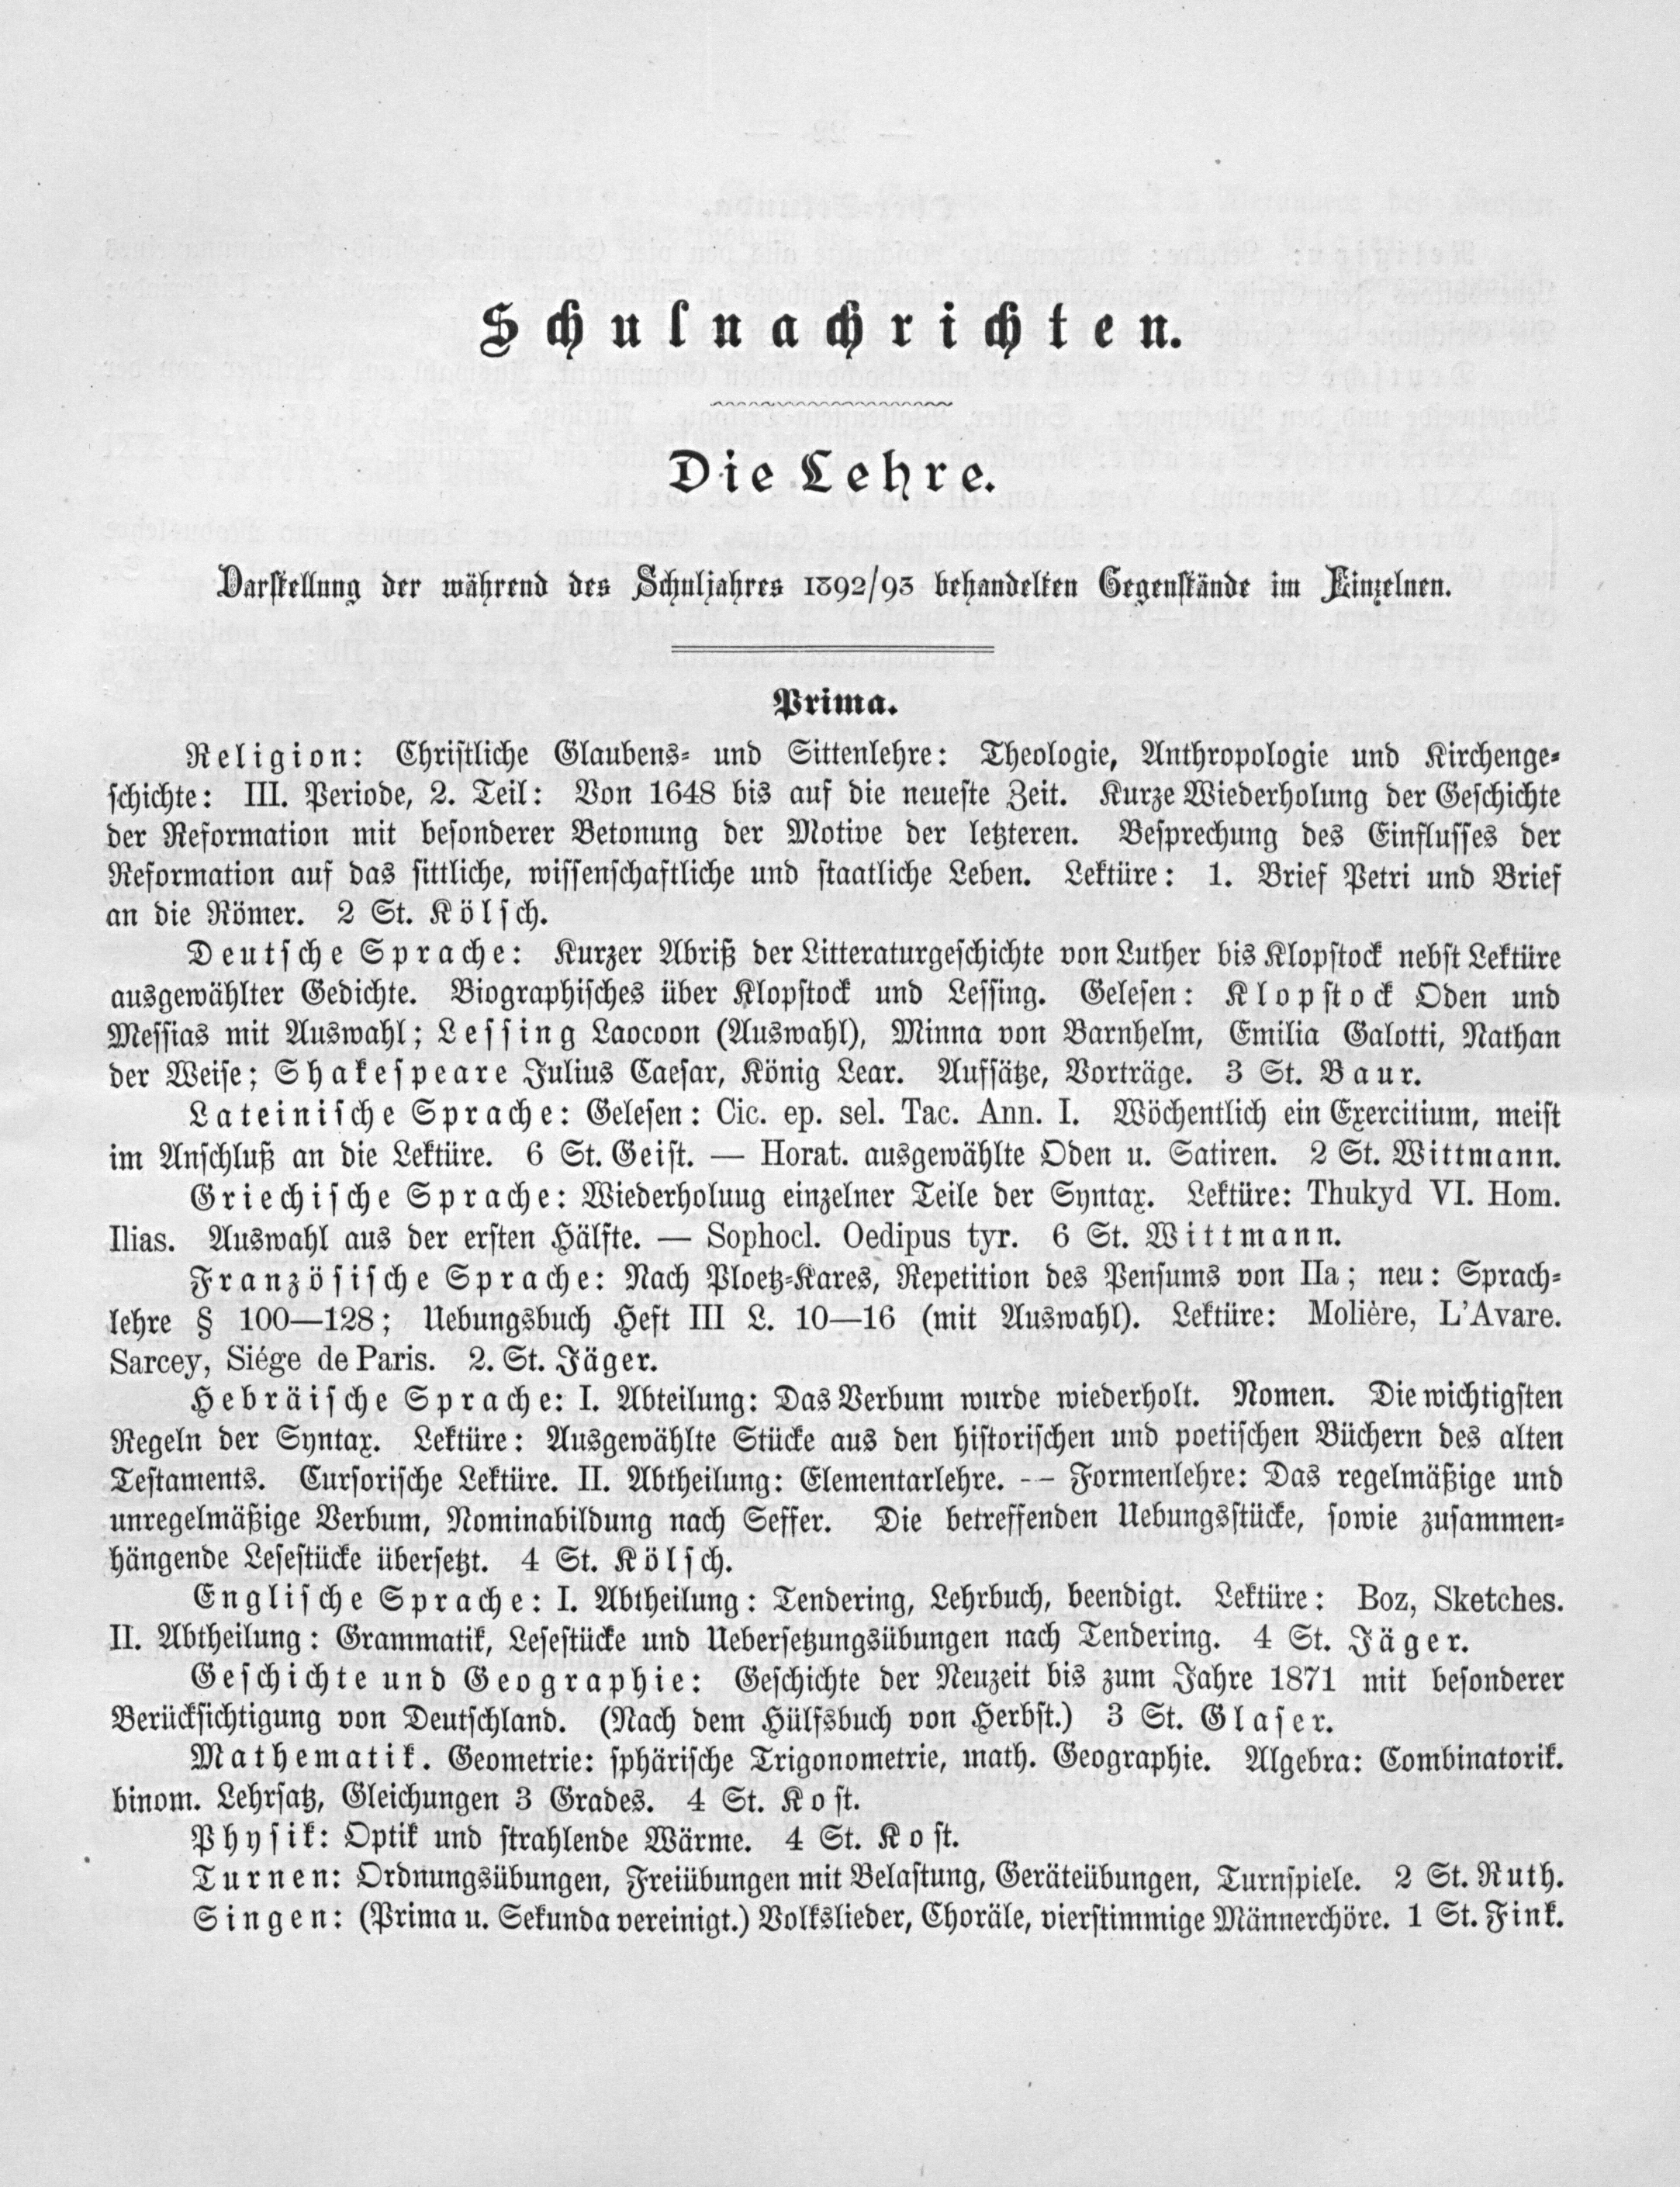 Schulnachrichten.
Die Lehre.
Darstellung der während des Schuljahres 1892/93 behandelten Gegenstände im Einzelnen.
Prima.
Religion: Christliche Glaubens- und Sittenlehre: Theologie, Anthropologie und Kirchenge-
schichte: III. Periode, 2. Teil: Von 1648 bis auf die neueste Zeit. Kurze Wiederholung der Geschichte
der Reformation mit besonderer Betonung der Motive der letzteren. Besprechung des Einflusses der
Reformation auf das sittliche, wissenschaftliche und staatliche Leben. Lektüre: 1. Brief Petri und Brief
an die Römer. 2 St. Kölsch.
Deutsche Sprache: Kurzer Abriß der Litteraturgeschichte von Luther bis Klopstock nebst Lektüre
ausgewählter Gedichte. Biographisches über Klopstock und Lessing. Gelesen: Klopstock Oden und
Messias mit Auswahl; Lessing Laocoon (Auswahl), Minna von Barnhelm, Emilia Galotti, Nathan
der Weise; Shakespeare Julius Caesar, König Lear. Aufsätze, Vorträge. 3 St. Baur.
Lateinische Sprache: Gelesen: Cic. ep. sel. Tac. Ann. I. Wöchentlich ein Exercitium, meist
im Anschluß an die Lektüre. 6 St. Geist. — Horat. ausgewählte Oden u. Satiren. 2 St. Wittmann.
Griechische Sprache: Wiederholung einzelner Teile der Syntax. Lektüre: Thukyd VI. Hom.
Ilias. Auswahl aus der ersten Hälfte. — Sophocl. Oedipus tyr. 6 St. Wittmann.
Französische Sprache: Nach Ploetz-Kares, Repetition des Pensums von IIa; neu: Sprach-
lehre § 100—128; Uebungsbuch Heft III L. 10—16 (mit Auswahl). Lektüre: Molière, L'Avare.
Sarcey, Siége de Paris. 2. St. Jäger.
Hebräische Sprache: I. Abteilung: Das Verbum wurde wiederholt. Nomen. Die wichtigsten
Regeln der Syntax. Lektüre: Ausgewählte Stücke aus den historischen und poetischen Büchern des alten
Testaments. Cursorische Lektüre. II. Abtheilung: Elementarlehre. -- Formenlehre: Das regelmäßige und
unregelmäßige Verbum, Nominabildung nach Seffer. Die betreffenden Uebungsstücke, sowie zusammen-
hängende Lesestücke übersetzt. 4 St. Kölsch.
Englische Sprache: I. Abtheilung: Tendering, Lehrbuch, beendigt. Lektüre: Boz, Sketches.
II. Abtheilung: Grammatik, Lesestücke und Uebersetzungsübungen nach Tendering. 4 St. Jäger.
Geschichte und Geographie: Geschichte der Neuzeit bis zum Jahre 1871 mit besonderer
Berücksichtigung von Deutschland. (Nach dem Hülfsbuch von Herbst.) 3 St. Glaser.
Mathematik. Geometrie: sphärische Trigonometrie, math. Geographie. Algebra: Combinatorik.
binom. Lehrsatz, Gleichungen 3 Grades. 4 St. Kost.
Physik: Optik und strahlende Wärme. 4 St. Kost.
Turnen: Ordnungsübungen, Freiübungen mit Belastung, Geräteübungen, Turnspiele. 2 St. Ruth.
Singen: (Prima u. Sekunda vereinigt.) Volkslieder, Choräle, vierstimmige Männerchöre. 1 St. Fink.